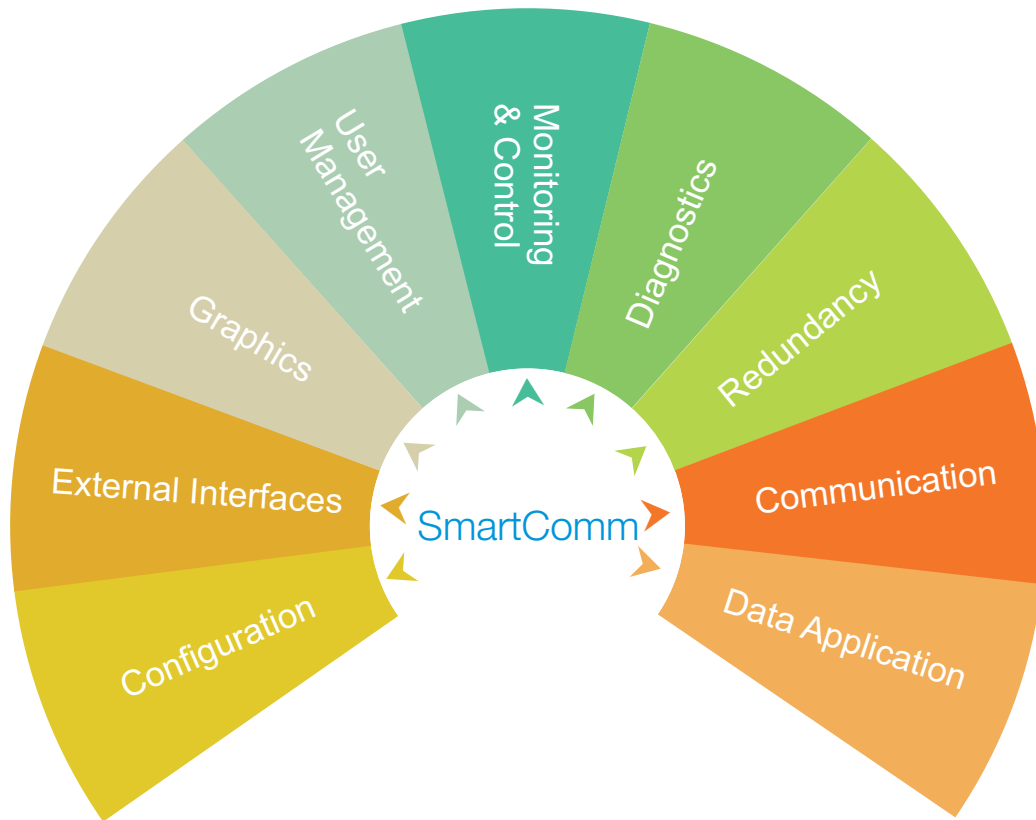 Configuration
External Interfaces
Graphics
User
Management
Monitoring
& Control
Diagnostics
Redundancy
Communication
Data Application
SmartComm